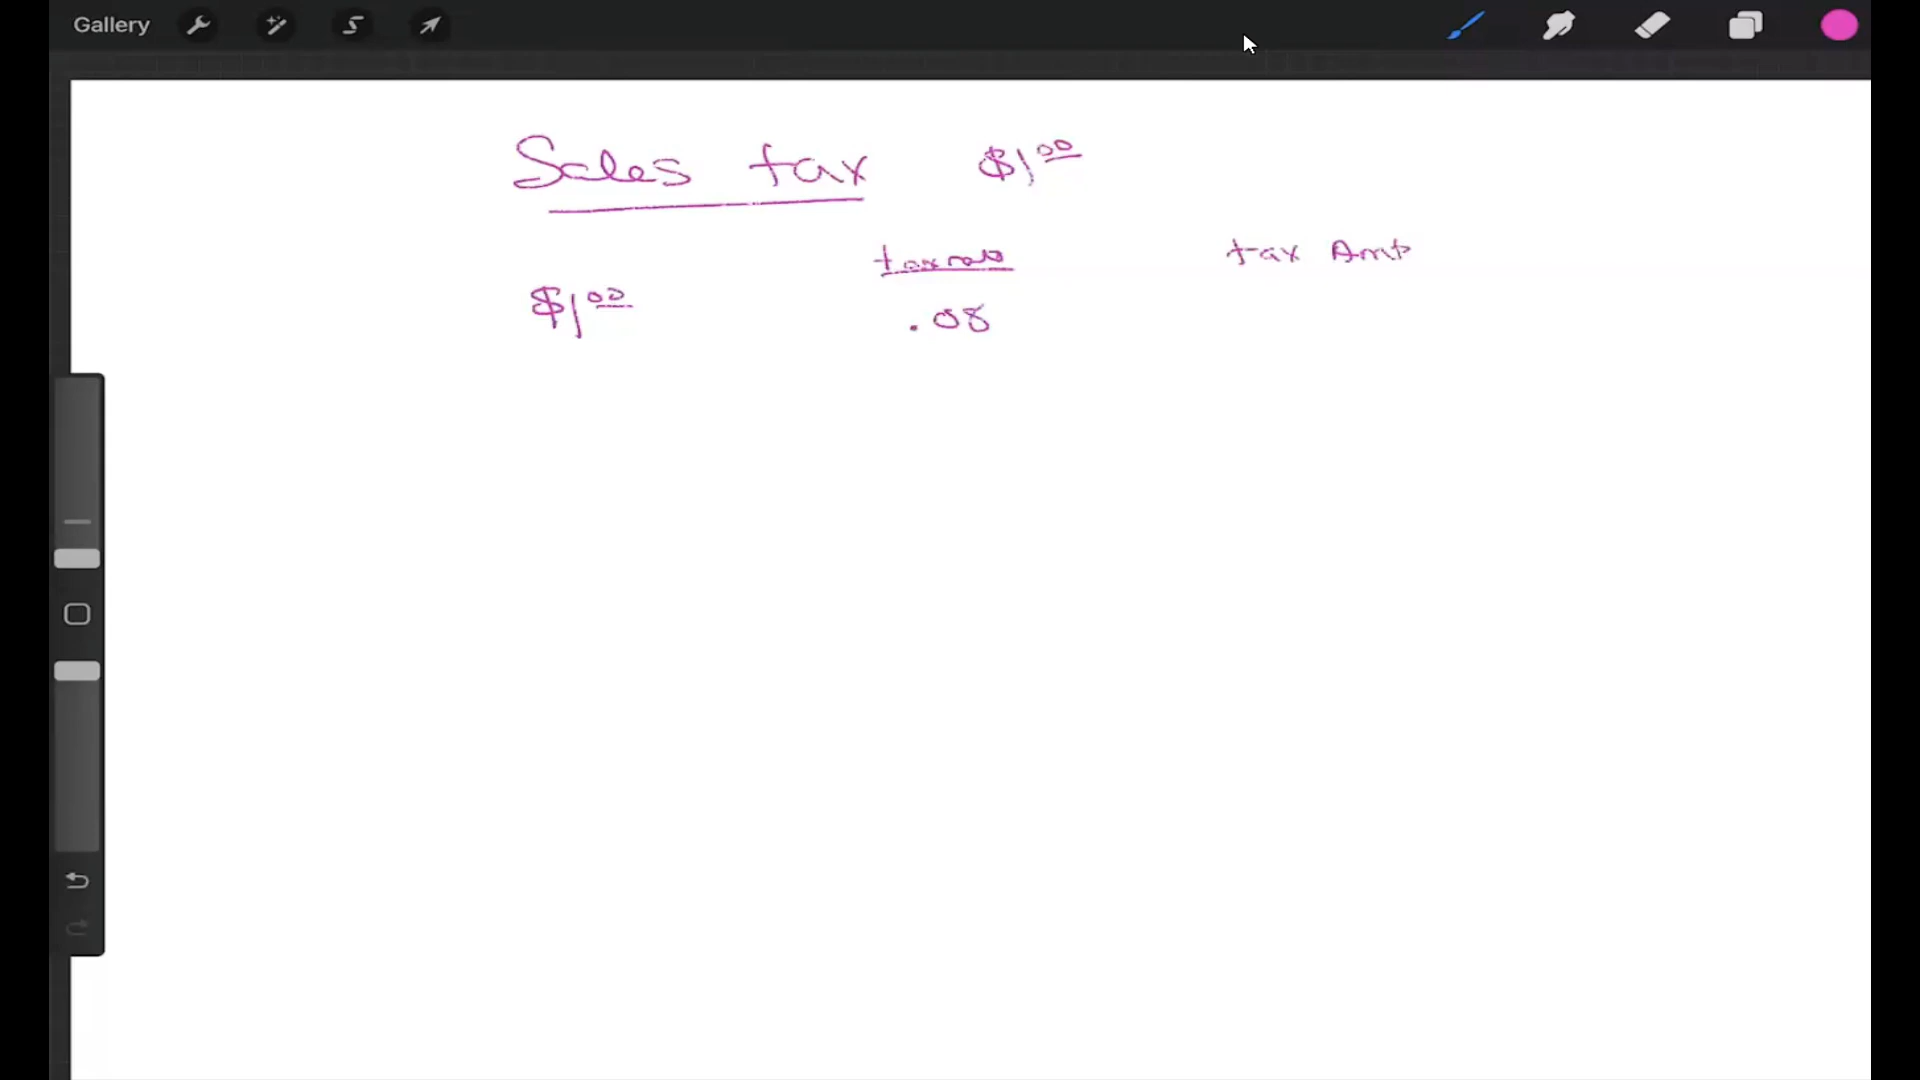 Gallery
Sales tax $1.00
tax rate tax Amt
$1.00 .08